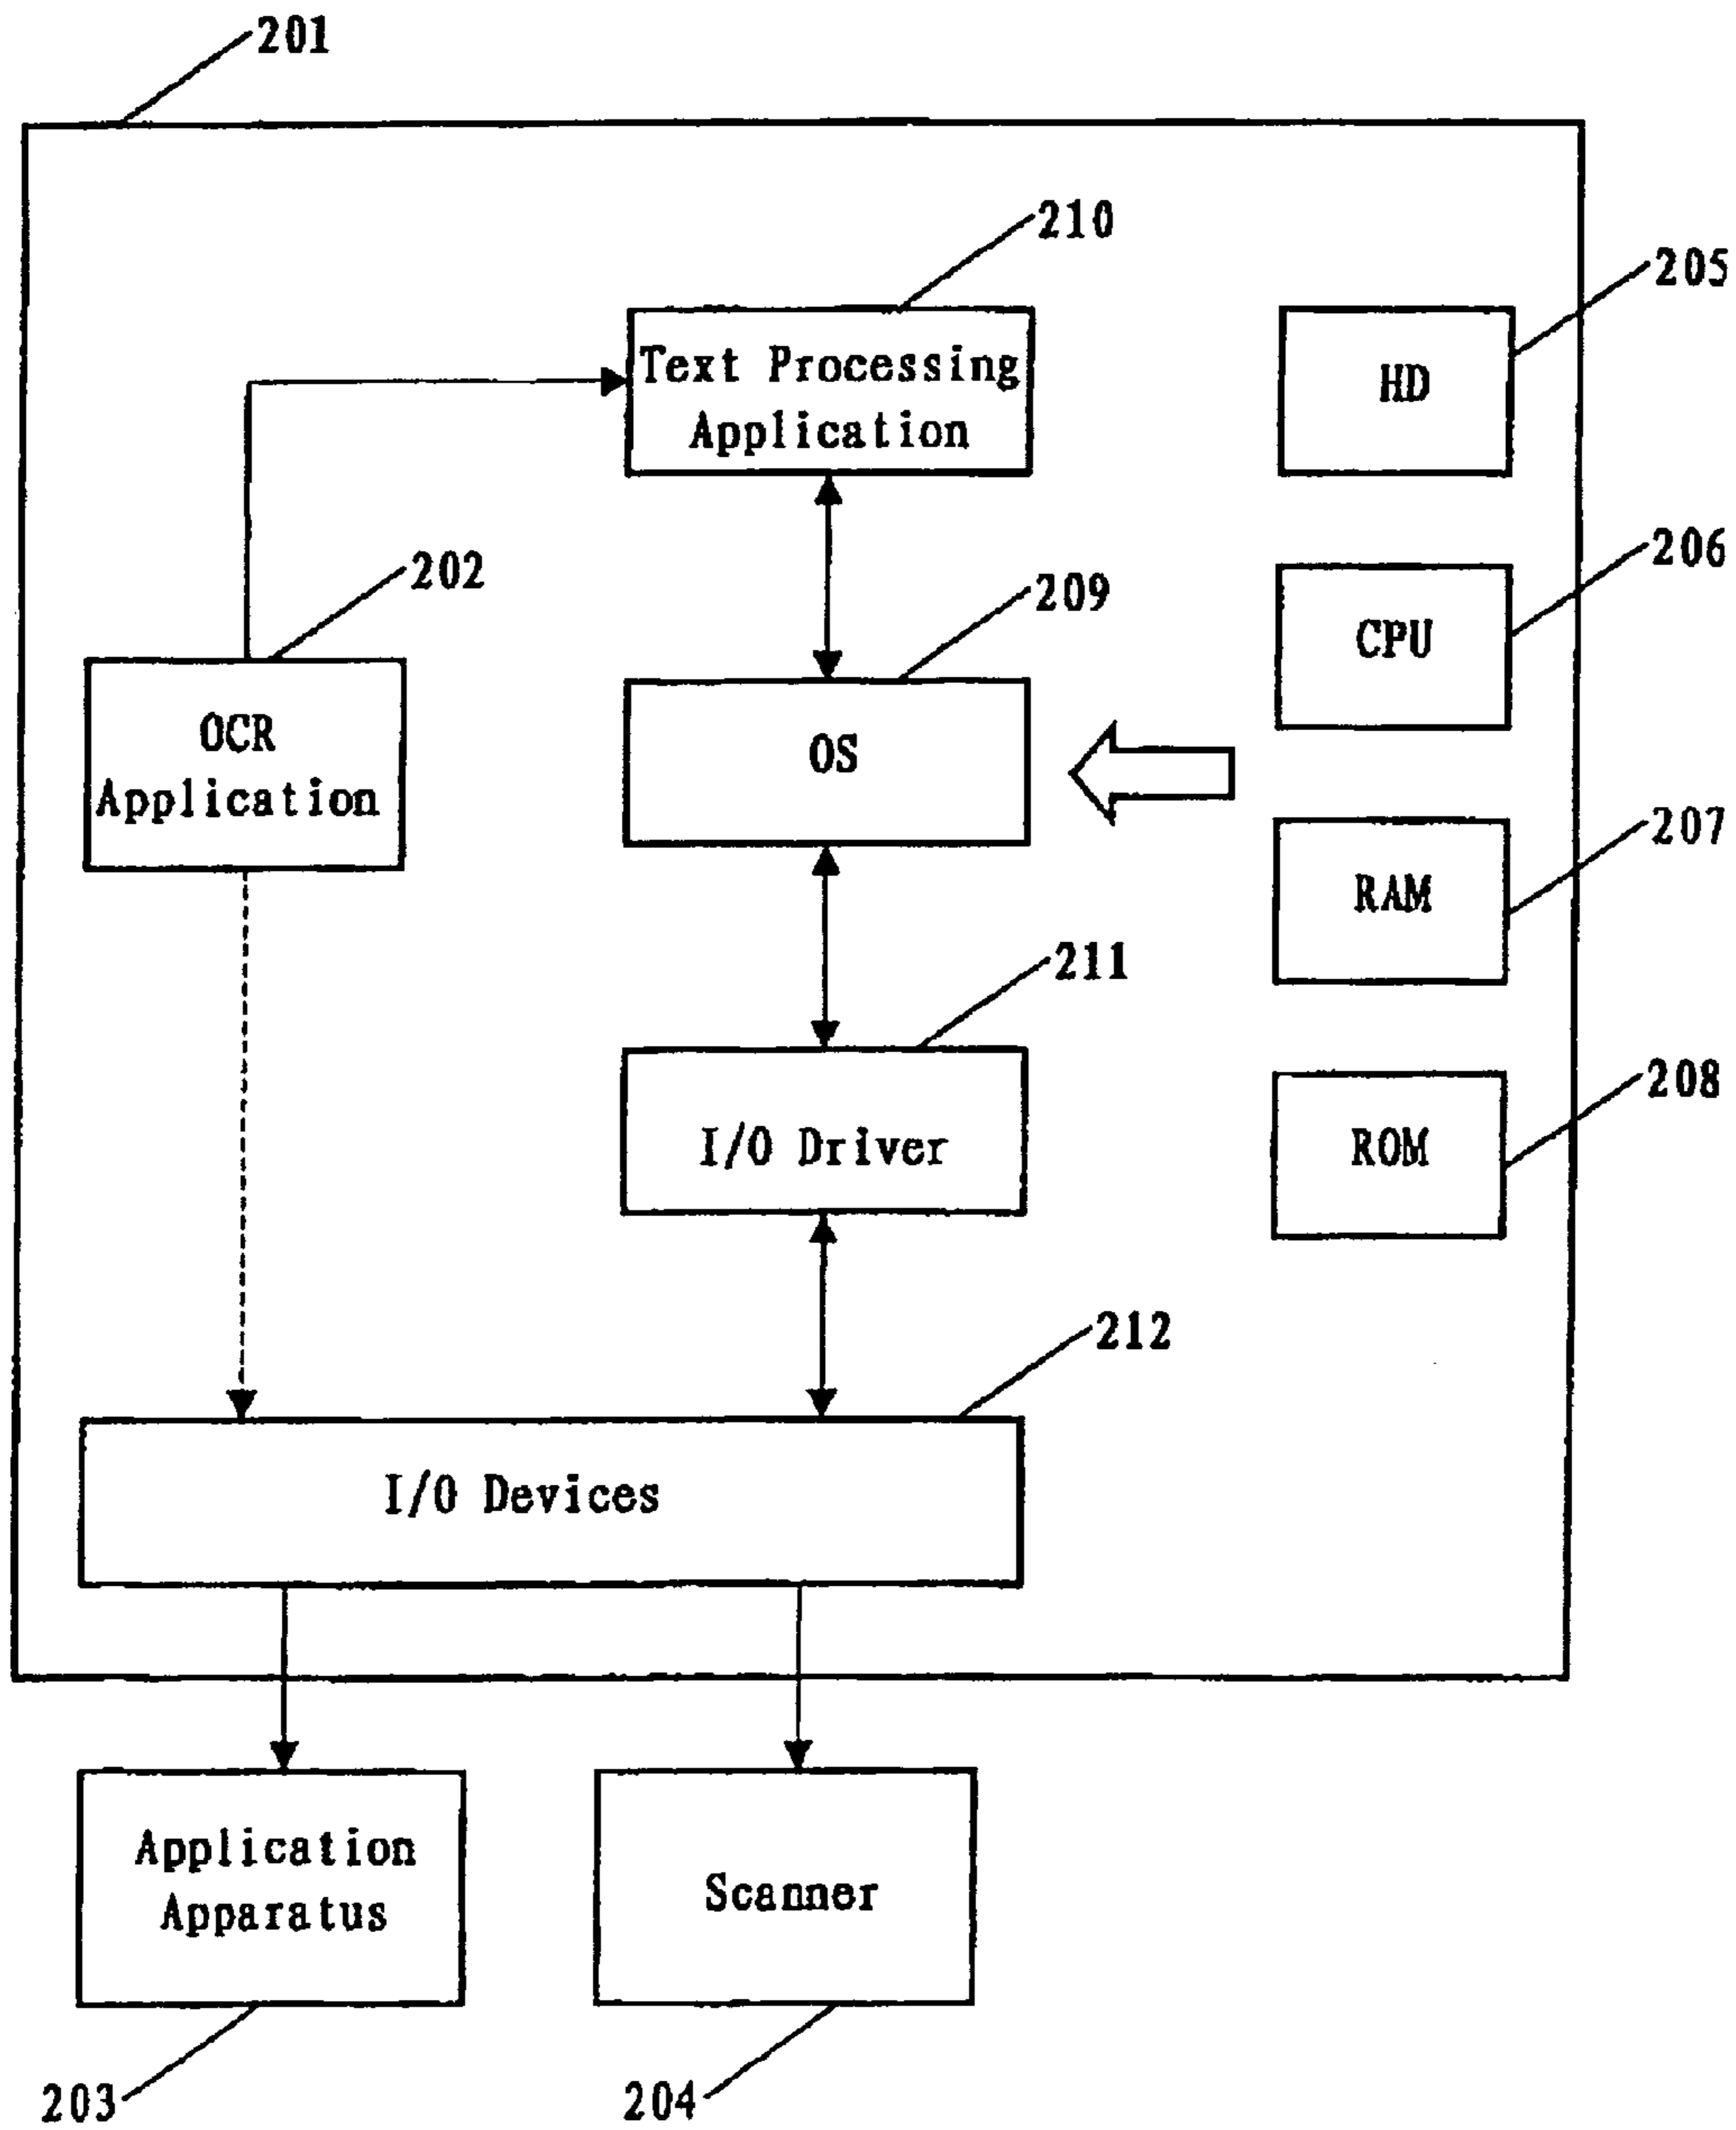 201
210
205
Text Processing
Application
HD
202
209
206
CPU
OCR
Application
OS
207
RAM
211
208
I/O Driver
ROM
212
I/O Devices
Application
Apparatus
Scanner
203
204